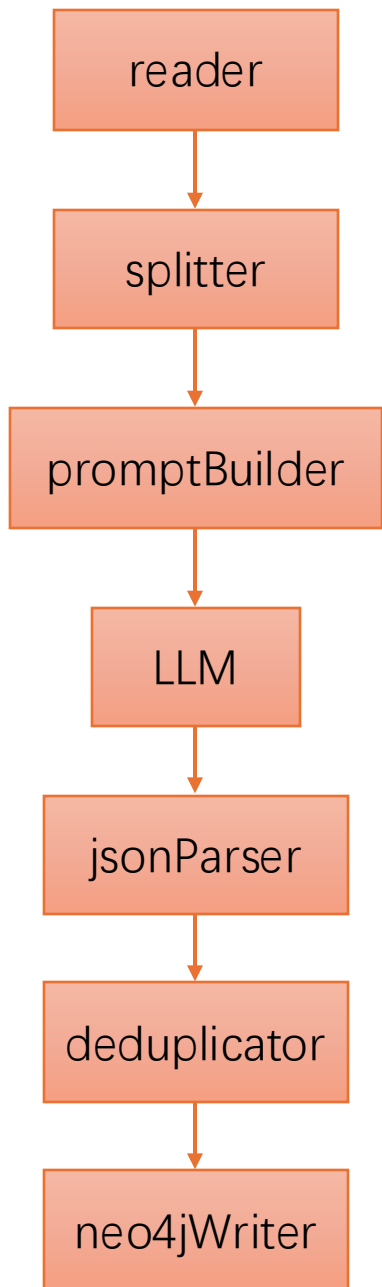 reader
splitter
promptBuilder
LLM
jsonParser
deduplicator
neo4jWriter